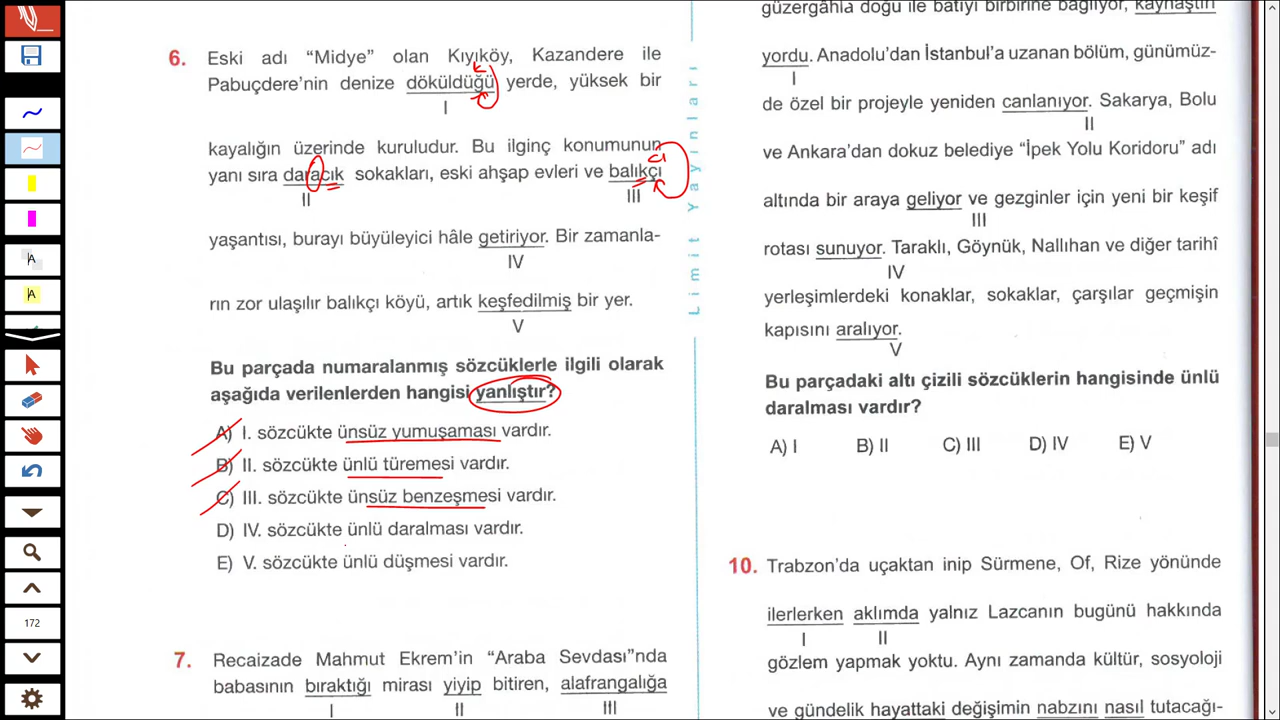 6. Eski adı “Midye” olan Kıyıköy, Kazandere ile
Pabuçdere’nin denize döküldüğü yerde, yüksek bir
I
kayalığın üzerinde kuruludur. Bu ilginç konumunun
yanı sıra daracık sokakları, eski ahşap evleri ve balıkçı
II III
yaşantısı, burayı büyüleyici hâle getiriyor. Bir zamanla-
IV
rın zor ulaşılır balıkçı köyü, artık keşfedilmiş bir yer.
V
Bu parçada numaralanmış sözcüklerle ilgili olarak
aşağıda verilenlerden hangisi yanlıştır?
A) I. sözcükte ünsüz yumuşaması vardır.
B) II. sözcükte ünlü türemesi vardır.
C) III. sözcükte ünsüz benzeşmesi vardır.
D) IV. sözcükte ünlü daralması vardır.
E) V. sözcükte ünlü düşmesi vardır.
7. Recaizade Mahmut Ekrem’in “Araba Sevdası”nda
babasının bıraktığı mirası yiyip bitiren, alafrangalığa
I II III
Limit Yayınları
güzergâhla doğu ile batıyı birbirine bağlıyor, kaynaştırı
yordu. Anadolu’dan İstanbul’a uzanan bölüm, günümüz-
I
de özel bir projeyle yeniden canlanıyor. Sakarya, Bolu
II
ve Ankara’dan dokuz belediye “İpek Yolu Koridoru” adı
altında bir araya geliyor ve gezginler için yeni bir keşif
III
rotası sunuyor. Taraklı, Göynük, Nallıhan ve diğer tarihî
IV
yerleşimlerdeki konaklar, sokaklar, çarşılar geçmişin
kapısını aralıyor.
V
Bu parçadaki altı çizili sözcüklerin hangisinde ünlü
daralması vardır?
A) I B) II C) III D) IV E) V
10. Trabzon’da uçaktan inip Sürmene, Of, Rize yönünde
ilerlerken aklımda yalnız Lazcanın bugünü hakkında
I II
gözlem yapmak yoktu. Aynı zamanda kültür, sosyoloji
ve gündelik hayattaki değişimin nabzını nasıl tutacağı-
A
A
172